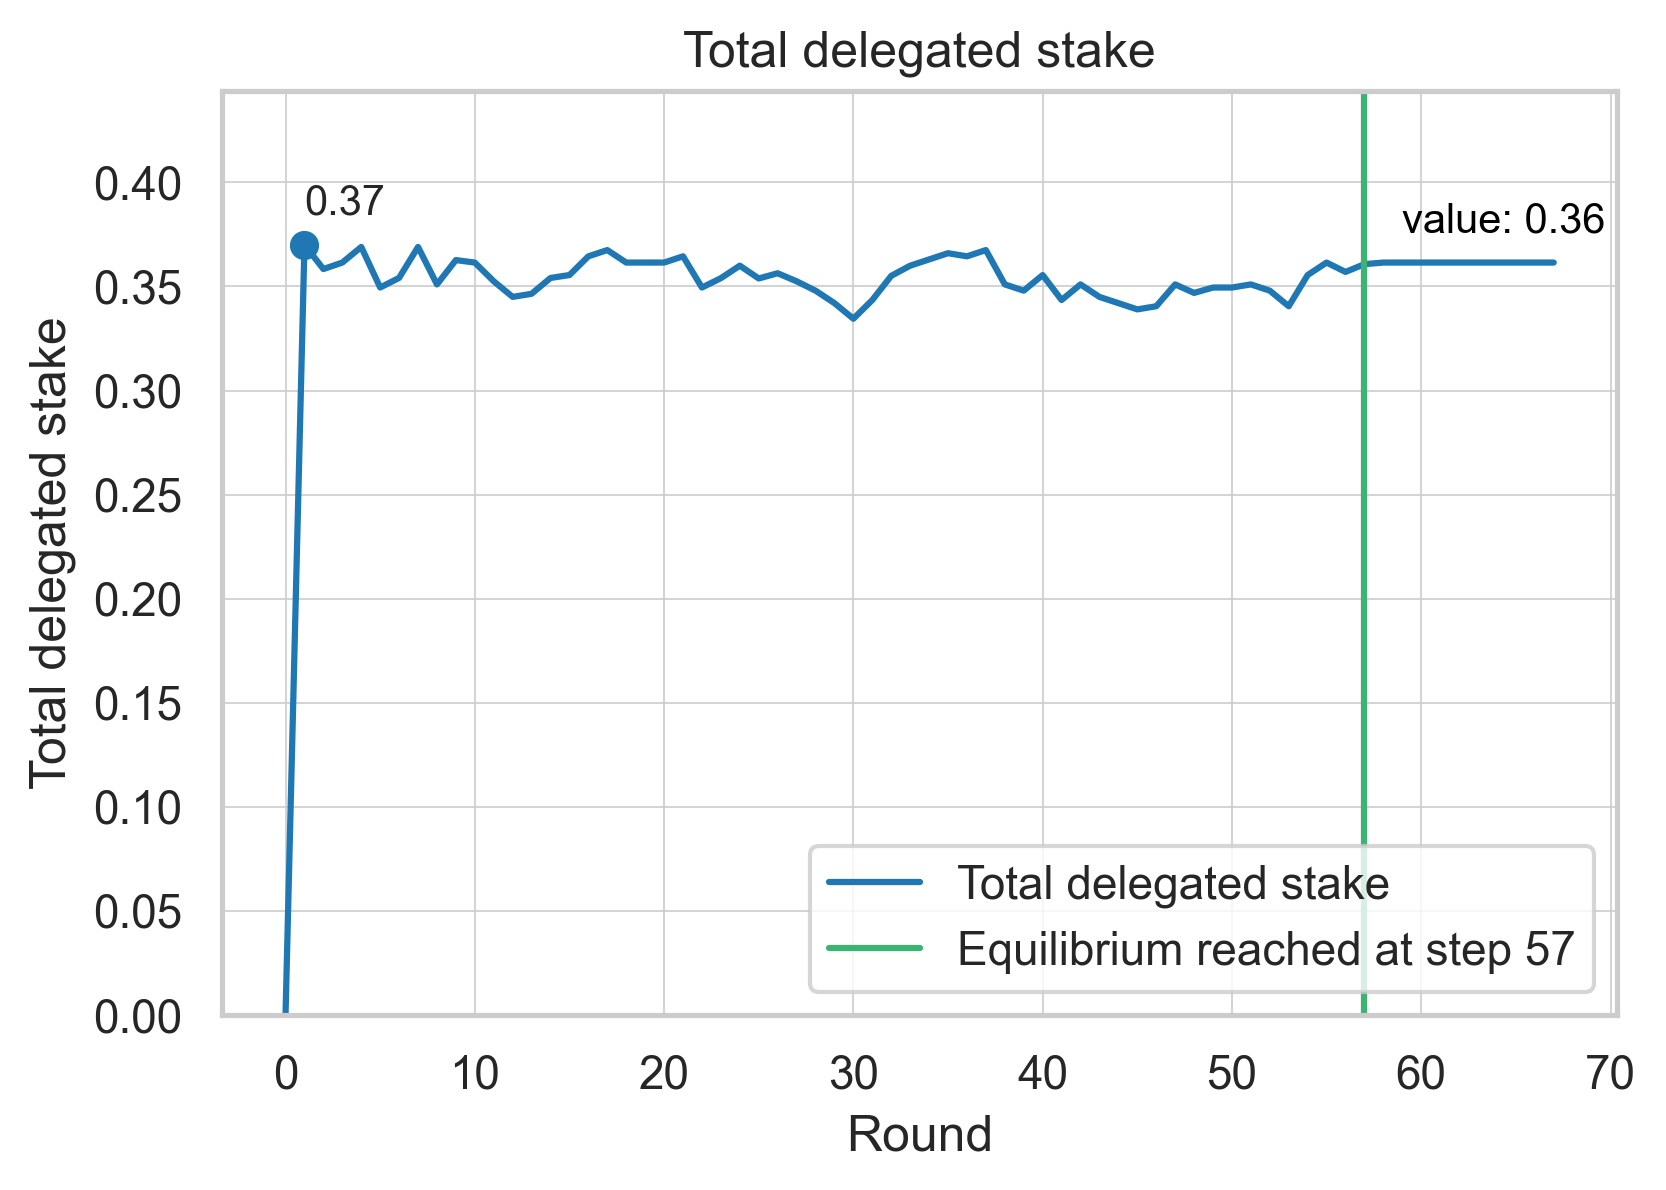 Total delegated stake
Total delegated stake
0.40
0.35
0.30
0.25
0.20
0.15
0.10
0.05
0.00
0.37
value: 0.36
Total delegated stake
Equilibrium reached at step 57
0 10 20 30 40 50 60 70
Round